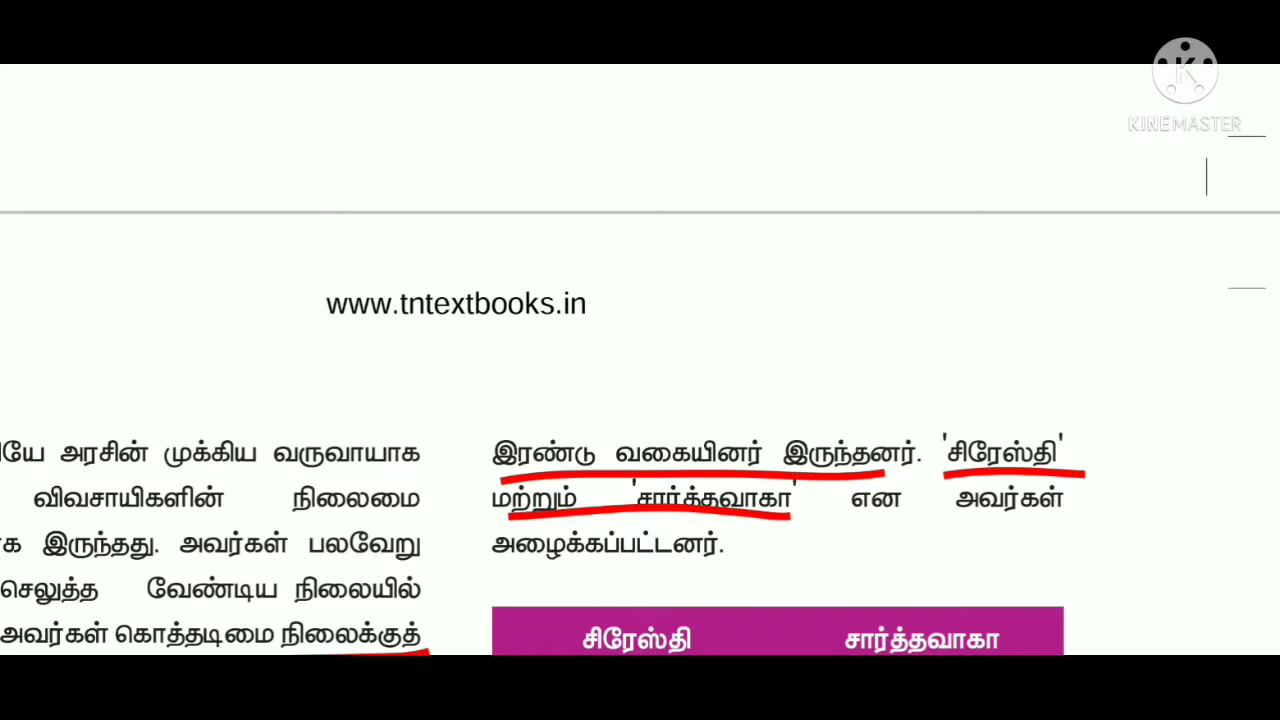 KINEMASTER
www.tntextbooks.in
அரசின் முக்கிய வருவாயாக
விவசாயிகளின் நிலைமை
இருந்தது. அவர்கள் பலவேறு
செலுத்த வேண்டிய நிலையில்
அவர்கள் கொத்தடிமை நிலைக்குத்
இரண்டு வகையினர் இருந்தனர். 'சிரேஸ்தி'
மற்றும் 'சார்த்தவாகா' என அவர்கள்
அழைக்கப்பட்டனர்.
சிரேஸ்தி சார்த்தவாகா